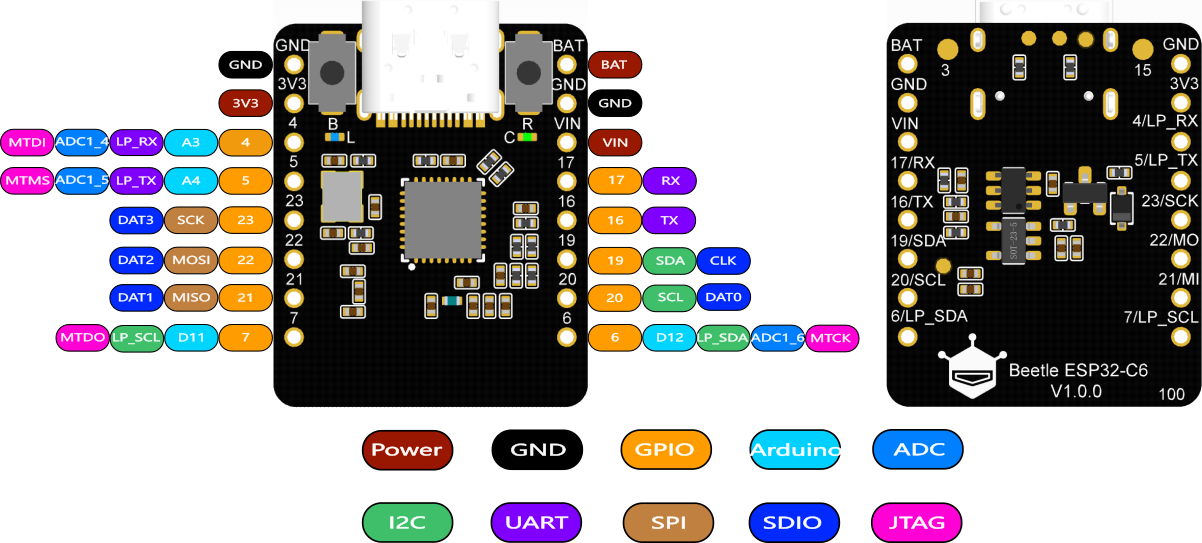 GND BAT BAT GND
GND BAT
3V3 GND GND 3V3
3V3 GND 3 15
4 B L R C VIN VIN 4/LP_RX
MTDI ADC1_4 LP_RX A3 4 VIN
5 17 17/RX 5/LP_TX
MTMS ADC1_5 LP_TX A4 5 17 RX
23 16 16/TX 23/SCK
DAT3 SCK 23 16 TX
22 19 19/SDA SOT-23-5 22/MO
DAT2 MOSI 22 19 SDA CLK
21 20 20/SCL 21/MI
DAT1 MISO 21 20 SCL DAT0
7 6 6/LP_SDA 7/LP_SCL
MTDO LP_SCL D11 7 6 D12 LP_SDA ADC1_6 MTCK
Beetle ESP32-C6
V1.0.0 100
Power GND GPIO Arduino ADC
I2C UART SPI SDIO JTAG